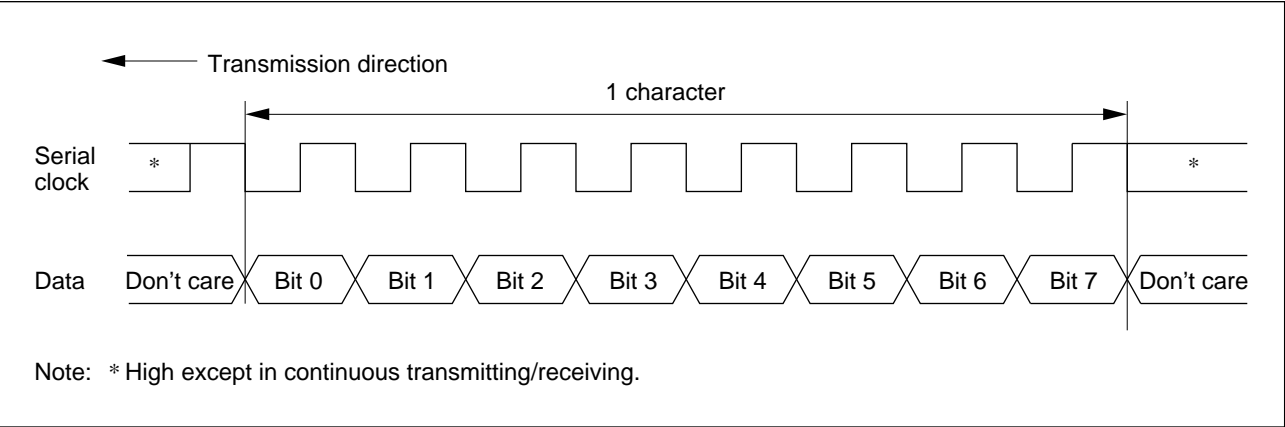 Transmission direction
1 character
Serial
clock
*
*
Data
Don't care
Bit 0
Bit 1
Bit 2
Bit 3
Bit 4
Bit 5
Bit 6
Bit 7
Don't care
Note: * High except in continuous transmitting/receiving.